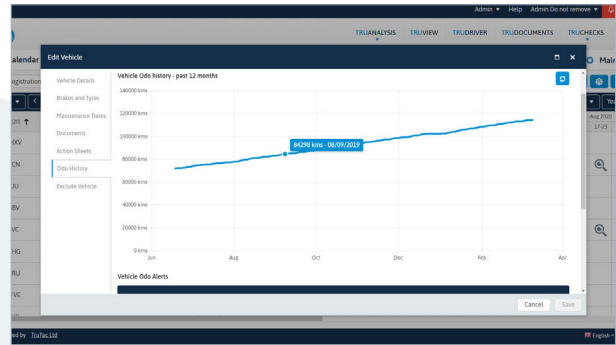 Admin Help Admin Do not remove
TRUANALYSIS TRUVIEW TRUDRIVER TRUDOCUMENTS TRUCHECKS
alendar
Edit Vehicle
Vehicle Details
Brakes and Tyres
Maintenance Dates
Documents
Action Sheets
Odo History
Exclude Vehicle
Vehicle Odo history - past 12 months
140000 kms
120000 kms
100000 kms
80000 kms
60000 kms
40000 kms
20000 kms
0 kms
84298 kms - 08/09/2019
Jun Aug Oct Dec Feb Apr
Vehicle Odo Alerts
Cancel Save
Mai
egistration
Yea
Aug 2020
17-23
CN
JU
BV
VC
HG
RU
VC
ed by TruTac Ltd
English